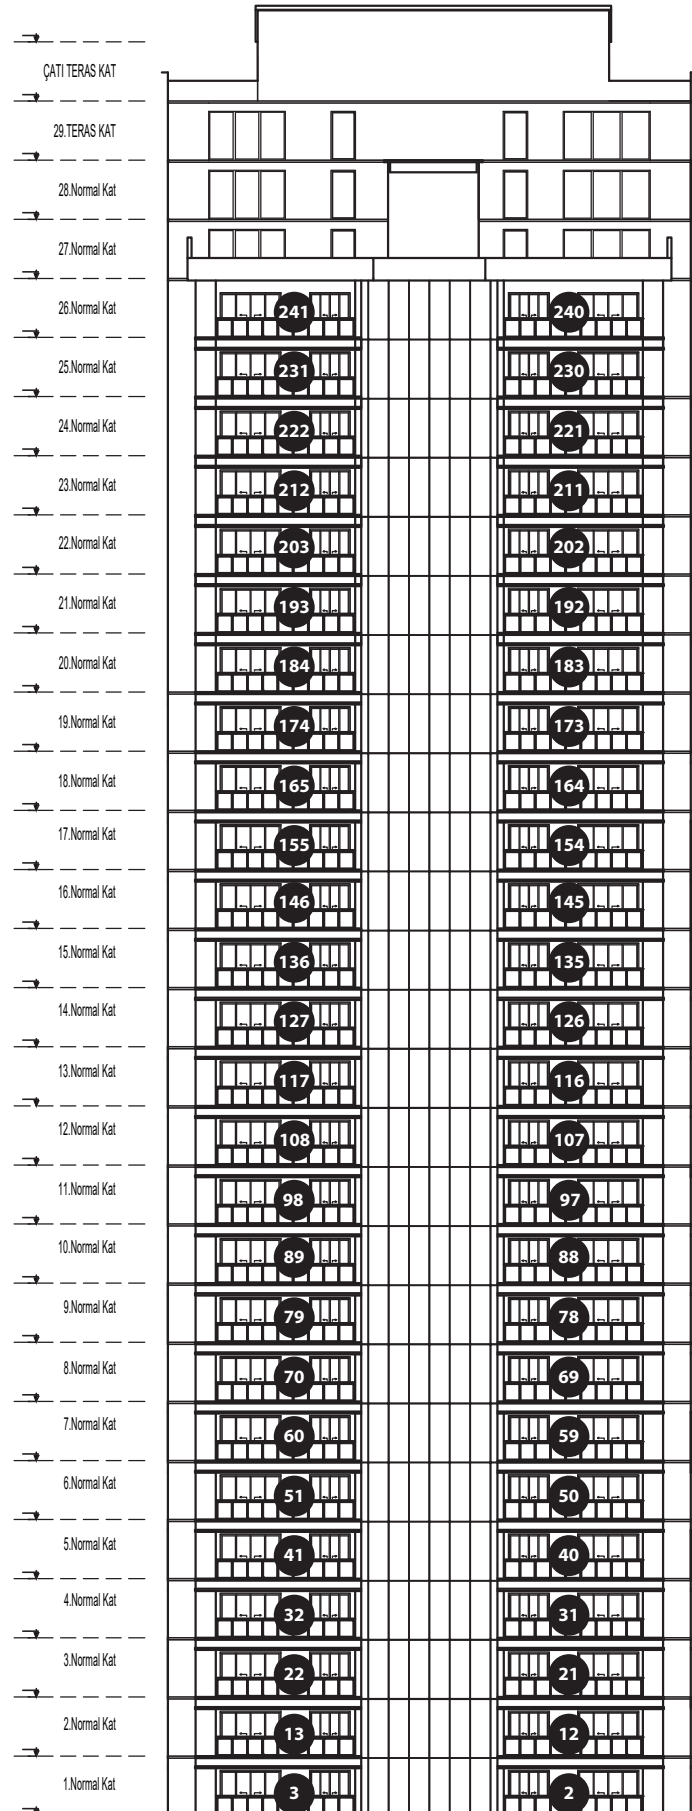 ÇATI TERAS KAT
29.TERAS KAT
28.Normal Kat
27.Normal Kat
26.Normal Kat 241 240
25.Normal Kat 231 230
24.Normal Kat 222 221
23.Normal Kat 212 211
22.Normal Kat 203 202
21.Normal Kat 193 192
20.Normal Kat 184 183
19.Normal Kat 174 173
18.Normal Kat 165 164
17.Normal Kat 155 154
16.Normal Kat 146 145
15.Normal Kat 136 135
14.Normal Kat 127 126
13.Normal Kat 117 116
12.Normal Kat 108 107
11.Normal Kat 98 97
10.Normal Kat 89 88
9.Normal Kat 79 78
8.Normal Kat 70 69
7.Normal Kat 60 59
6.Normal Kat 51 50
5.Normal Kat 41 40
4.Normal Kat 32 31
3.Normal Kat 22 21
2.Normal Kat 13 12
1.Normal Kat 3 2